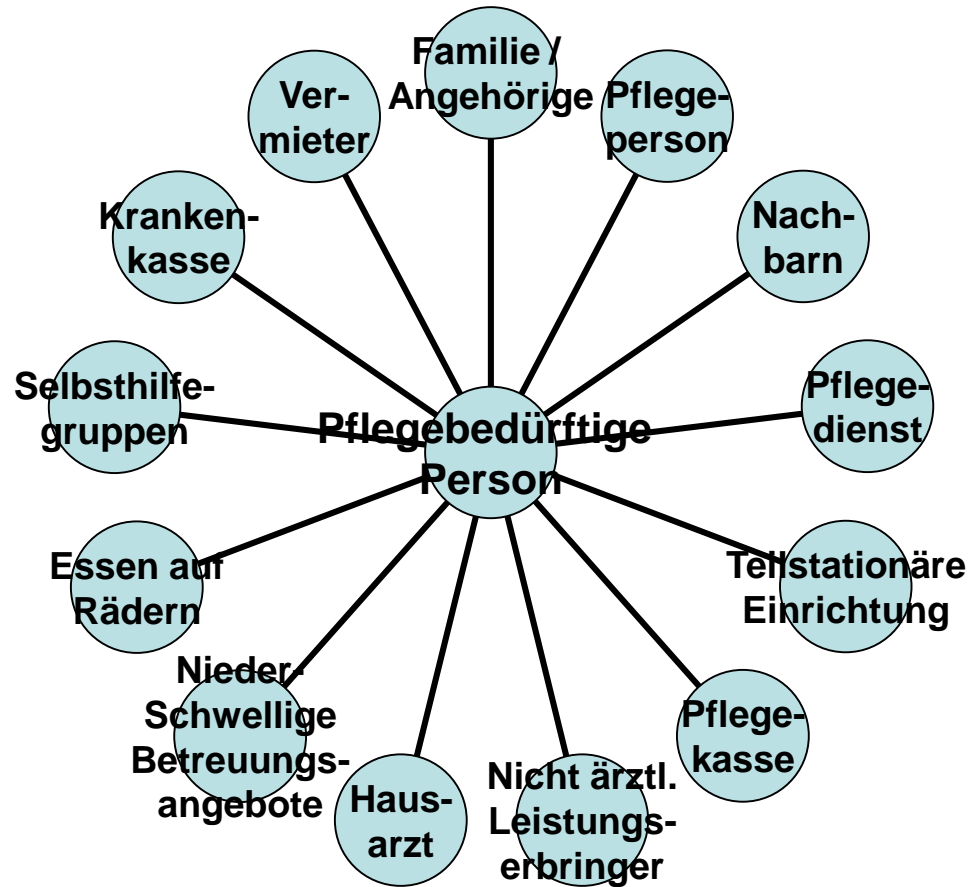 Familie /
Angehörige
Pflege-
person
Nach-
barn
Pflege-
dienst
Teilstationäre
Einrichtung
Pflege-
kasse
Nicht ärztl.
Leistungs-
erbringer
Haus-
arzt
Nieder-
Schwellige
Betreuungs-
angebote
Essen auf
Rädern
Selbsthilfe-
gruppen
Kranken-
kasse
Ver-
mieter
Pflegebedürftige
Person